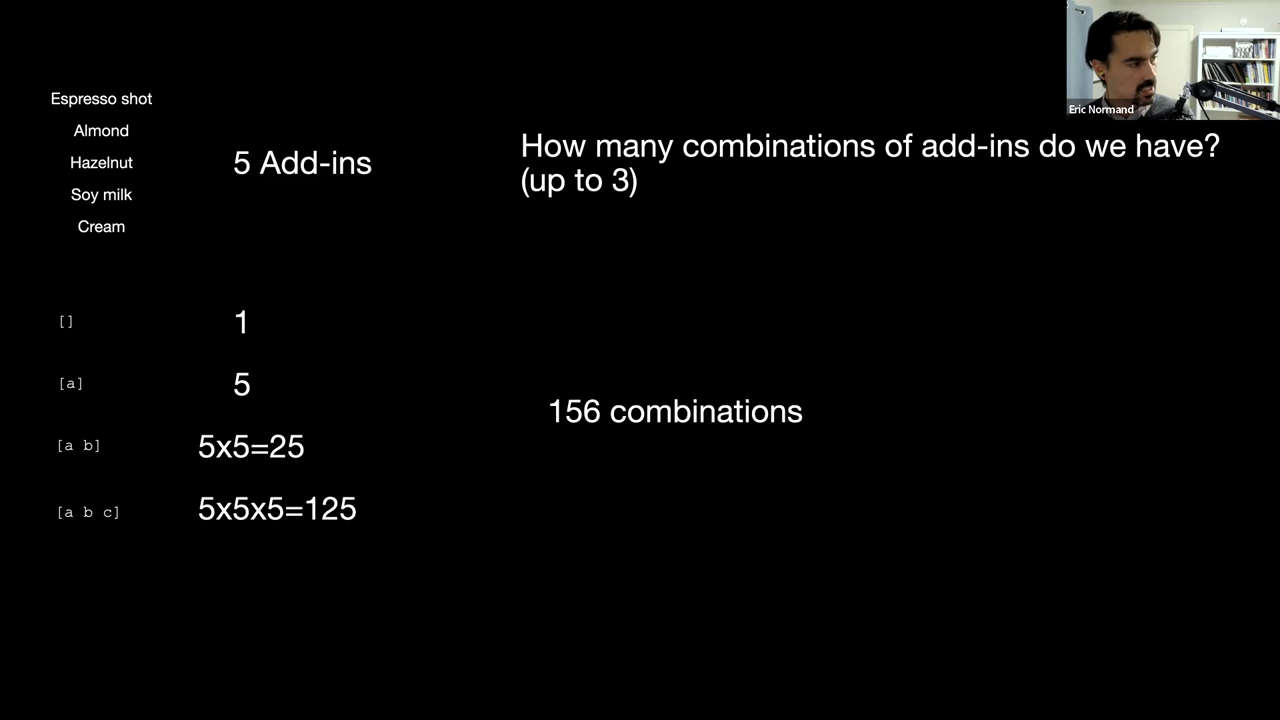 Eric Normand
Espresso shot
Almond
Hazelnut
Soy milk
Cream
5 Add-ins
How many combinations of add-ins do we have?
(up to 3)
[]
1
[a]
5
[a b]
5x5=25
[a b c]
5x5x5=125
156 combinations